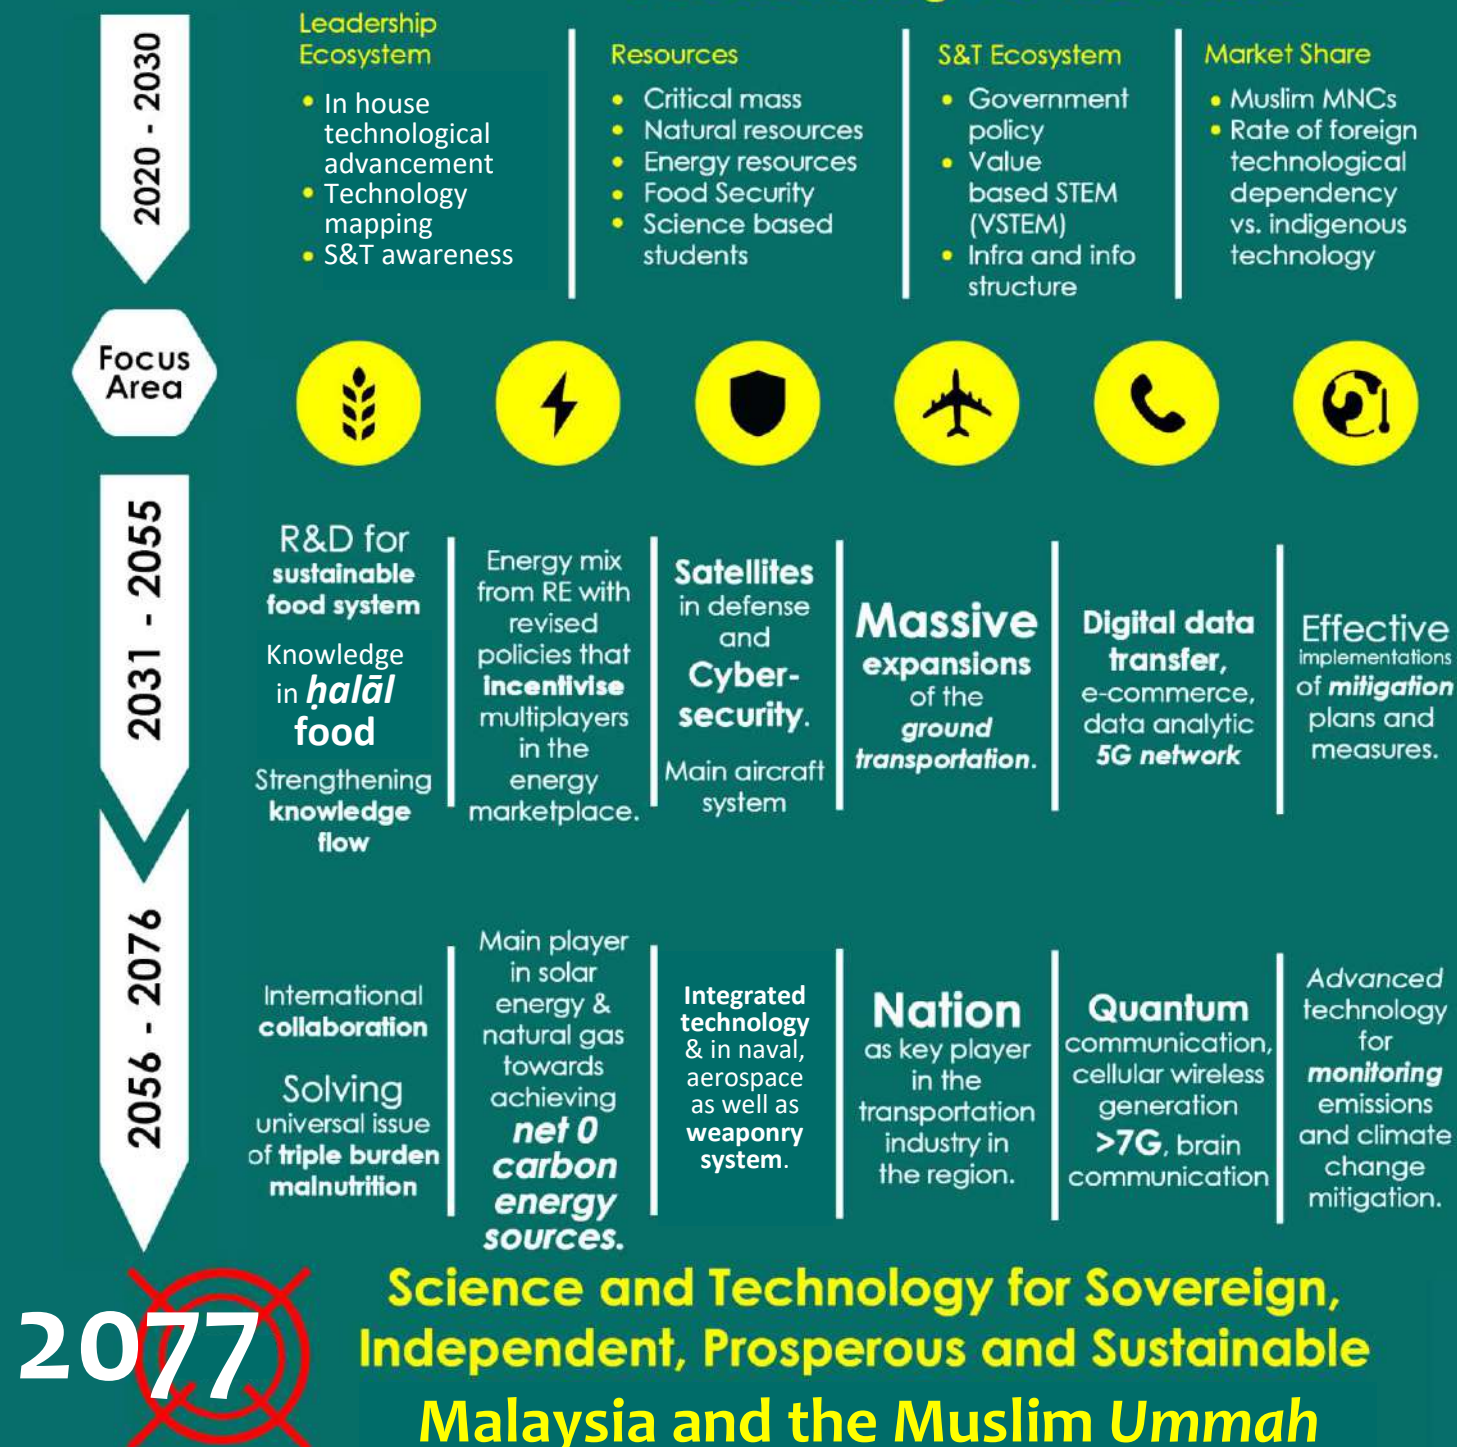 2020 - 2030
Leadership
Ecosystem
• In house
technological
advancement
• Technology
mapping
• S&T awareness
Resources
• Critical mass
• Natural resources
• Energy resources
• Food Security
• Science based
students
S&T Ecosystem
• Government
policy
• Value
based STEM
(VSTEM)
• Infra and info
structure
Market Share
• Muslim MNCs
• Rate of foreign
technological
dependency
vs. indigenous
technology
Focus
Area
2031 - 2055
R&D for
sustainable
food system
Knowledge
in ḥalāl
food
Strengthening
knowledge
flow
Energy mix
from RE with
revised
policies that
incentivise
multiplayers
in the
energy
marketplace.
Satellites
in defense
and
Cyber-
security.
Main aircraft
system
Massive
expansions
of the
ground
transportation.
Digital data
transfer,
e-commerce,
data analytic
5G network
Effective
implementations
of mitigation
plans and
measures.
2056 - 2076
International
collaboration
Solving
universal issue
of triple burden
malnutrition
Main player
in solar
energy &
natural gas
towards
achieving
net 0
carbon
energy
sources.
Integrated
technology
& in naval,
aerospace
as well as
weaponry
system.
Nation
as key player
in the
transportation
industry in
the region.
Quantum
communication,
cellular wireless
generation
>7G, brain
communication
Advanced
technology
for
monitoring
emissions
and climate
change
mitigation.
2077
Science and Technology for Sovereign,
Independent, Prosperous and Sustainable
Malaysia and the Muslim Ummah